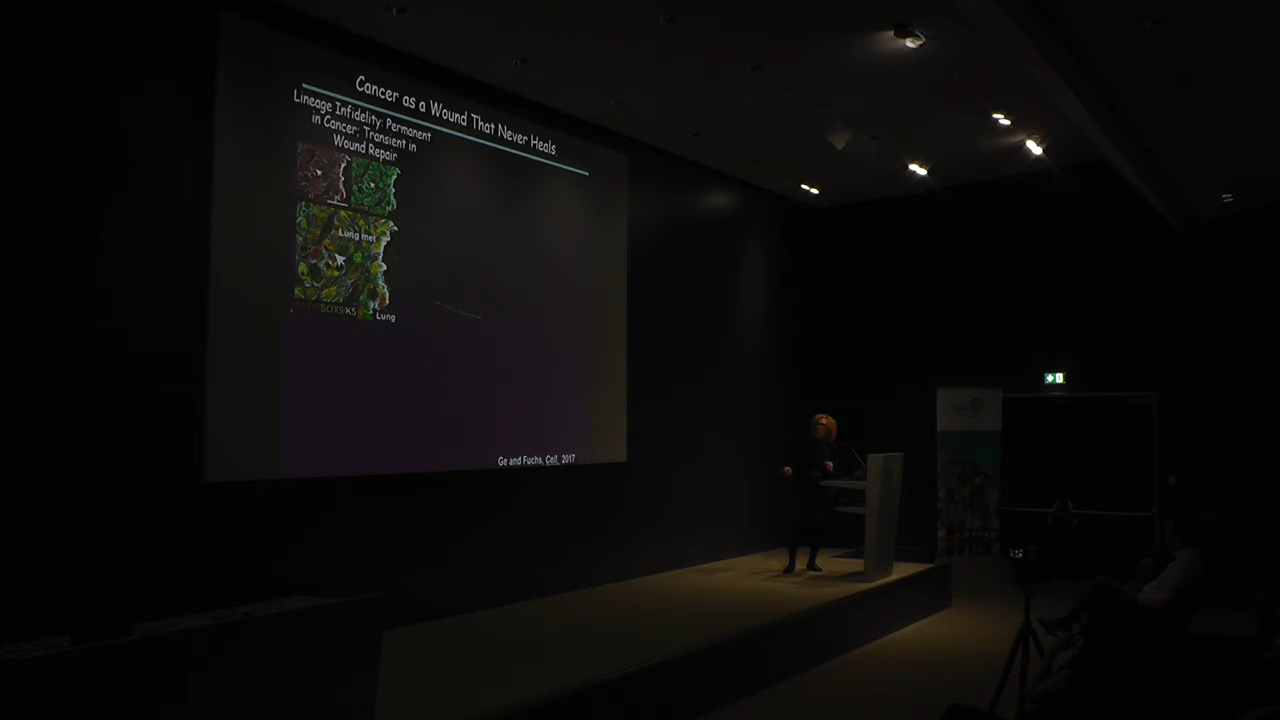 Cancer as a Wound That Never Heals
Lineage Infidelity: Permanent
in Cancer; Transient in
Wound Repair
Lung met
SOX9/K5
Lung
Ge and Fuchs, Cell, 2017